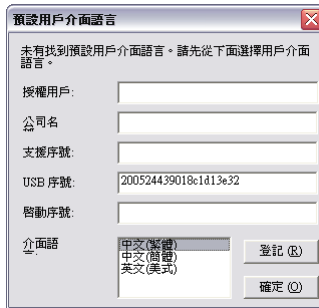 預設用戶介面語言
未有找到預設用戶介面語言。請先從下面選擇用戶介面
語言。
授權用戶:
公司名
支援序號:
USB 序號: 200524439018c1d13e32
啓動序號:
介面語
中文(繁體)
中文(簡體)
英文(美式)
登記 (R)
確定 (O)